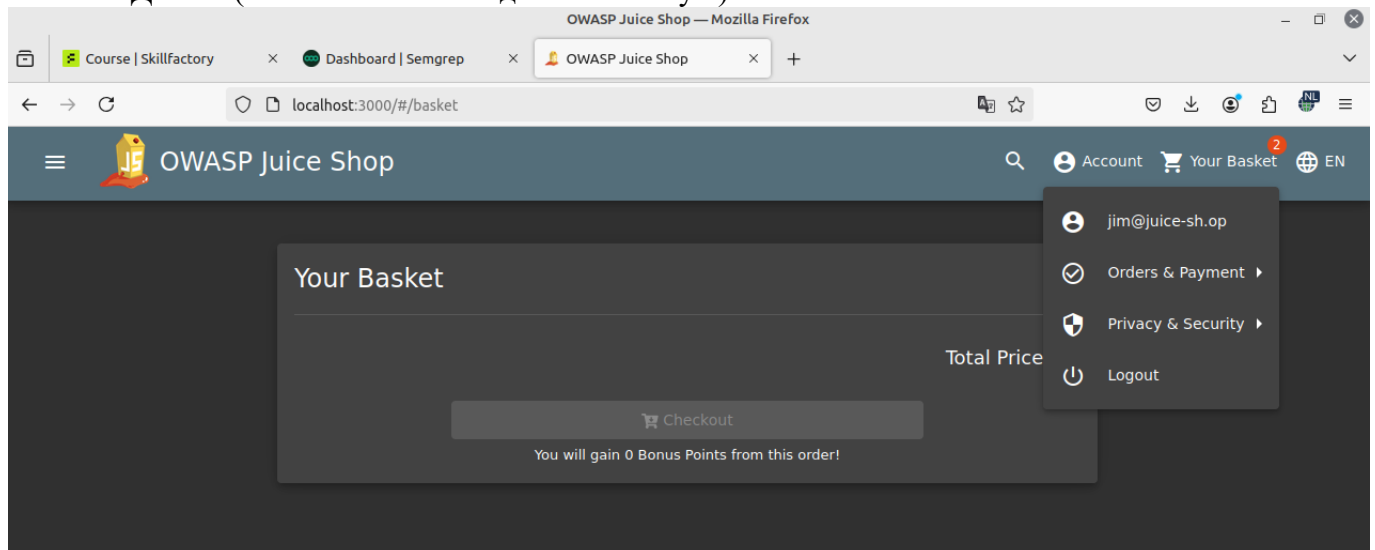 OWASP Juice Shop — Mozilla Firefox
Course | Skillfactory
Dashboard | Semgrep
OWASP Juice Shop
localhost:3000/#/basket
NL
OWASP Juice Shop
Account
Your Basket
2
EN
jim@juice-sh.op
Orders & Payment
Privacy & Security
Logout
Your Basket
Total Price
Checkout
You will gain 0 Bonus Points from this order!